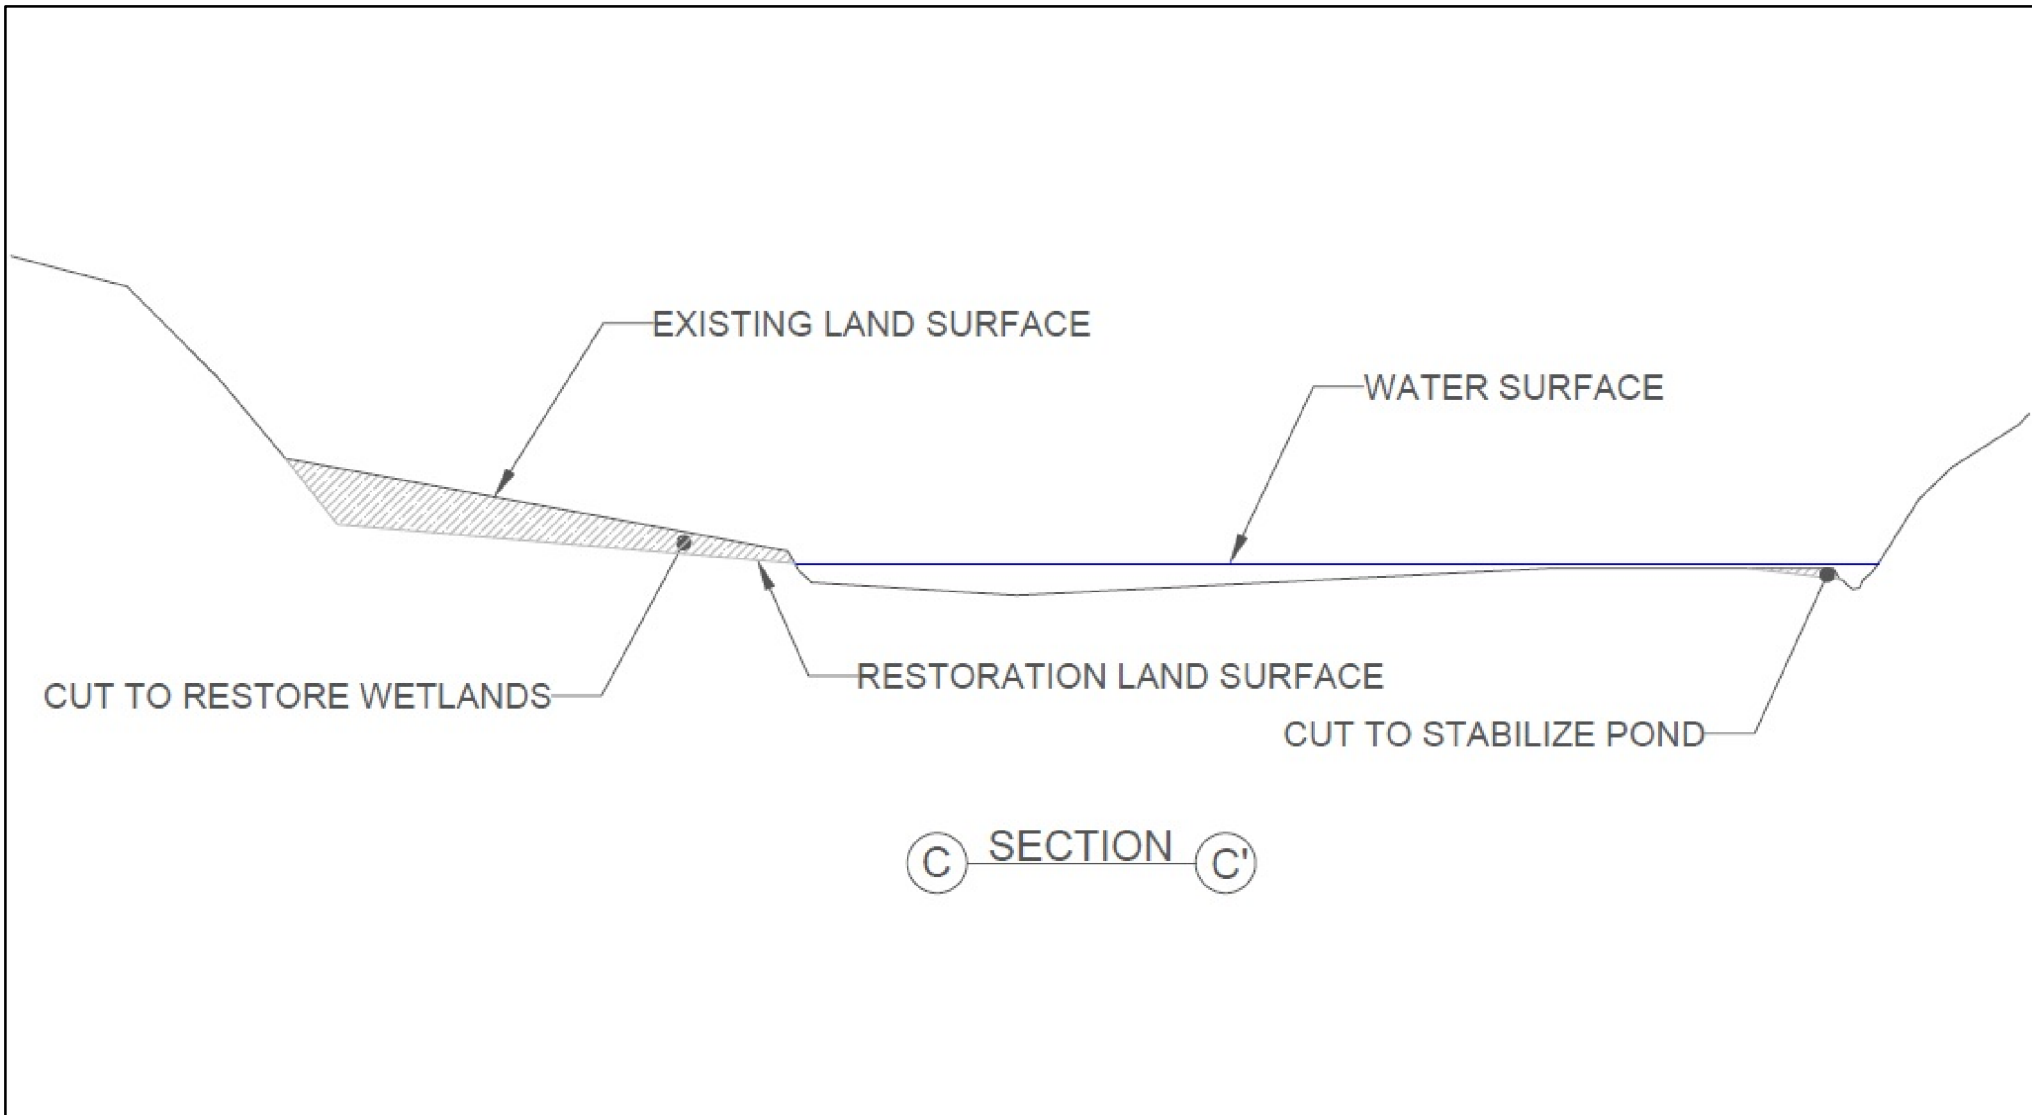 EXISTING LAND SURFACE
WATER SURFACE
RESTORATION LAND SURFACE
CUT TO RESTORE WETLANDS
CUT TO STABILIZE POND
C SECTION C'